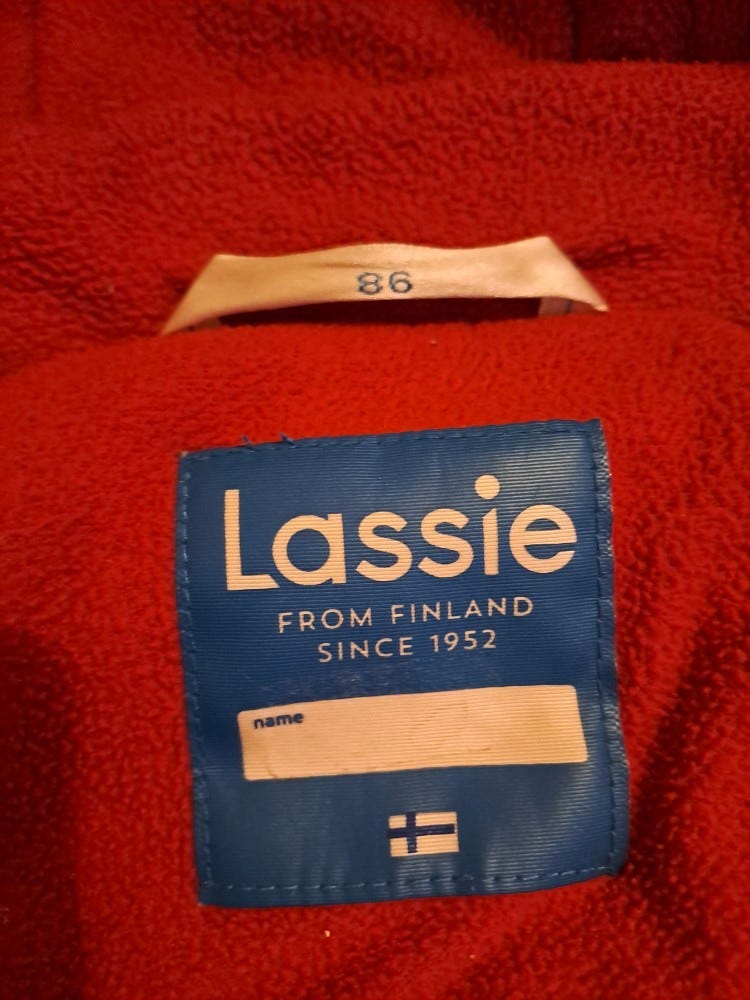 86
Lassie
FROM FINLAND
SINCE 1952
name